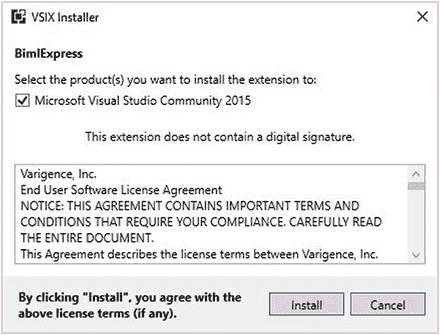 VSIX Installer
BimlExpress
Select the product(s) you want to install the extension to:
Microsoft Visual Studio Community 2015
This extension does not contain a digital signature.
Varigence, Inc.
End User Software License Agreement
NOTICE: THIS AGREEMENT CONTAINS IMPORTANT TERMS AND
CONDITIONS THAT REQUIRE YOUR COMPLIANCE. CAREFULLY READ
THE ENTIRE DOCUMENT.
This Agreement describes the license terms between Varigence, Inc.
By clicking "Install", you agree with the
above license terms (if any).
Install
Cancel